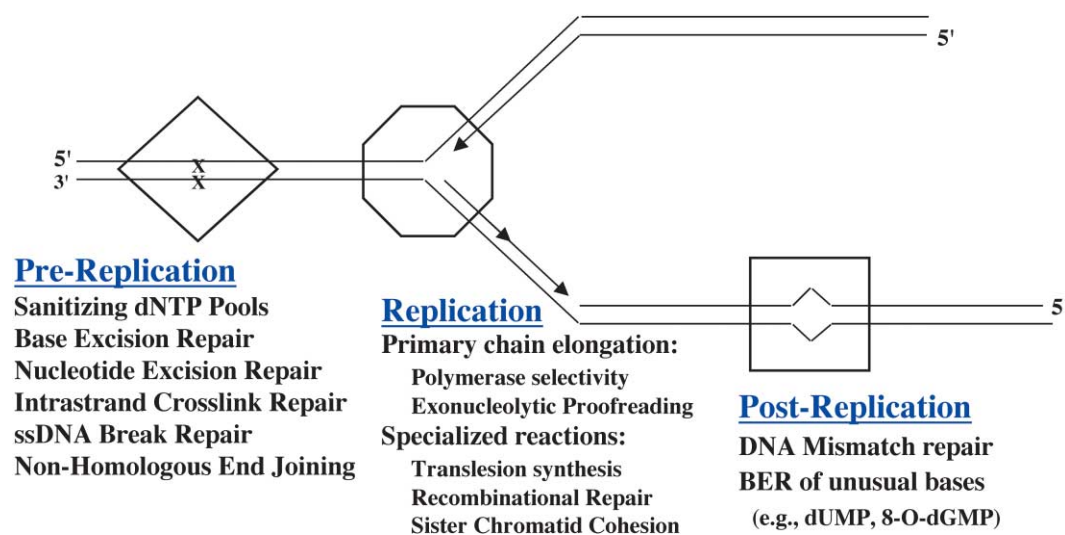 5'
5'
3'
X
X
Pre-Replication
Sanitizing dNTP Pools
Base Excision Repair
Nucleotide Excision Repair
Intrastrand Crosslink Repair
ssDNA Break Repair
Non-Homologous End Joining
Replication
Primary chain elongation:
Polymerase selectivity
Exonucleolytic Proofreading
Specialized reactions:
Translesion synthesis
Recombinational Repair
Sister Chromatid Cohesion
5
Post-Replication
DNA Mismatch repair
BER of unusual bases
(e.g., dUMP, 8-O-dGMP)